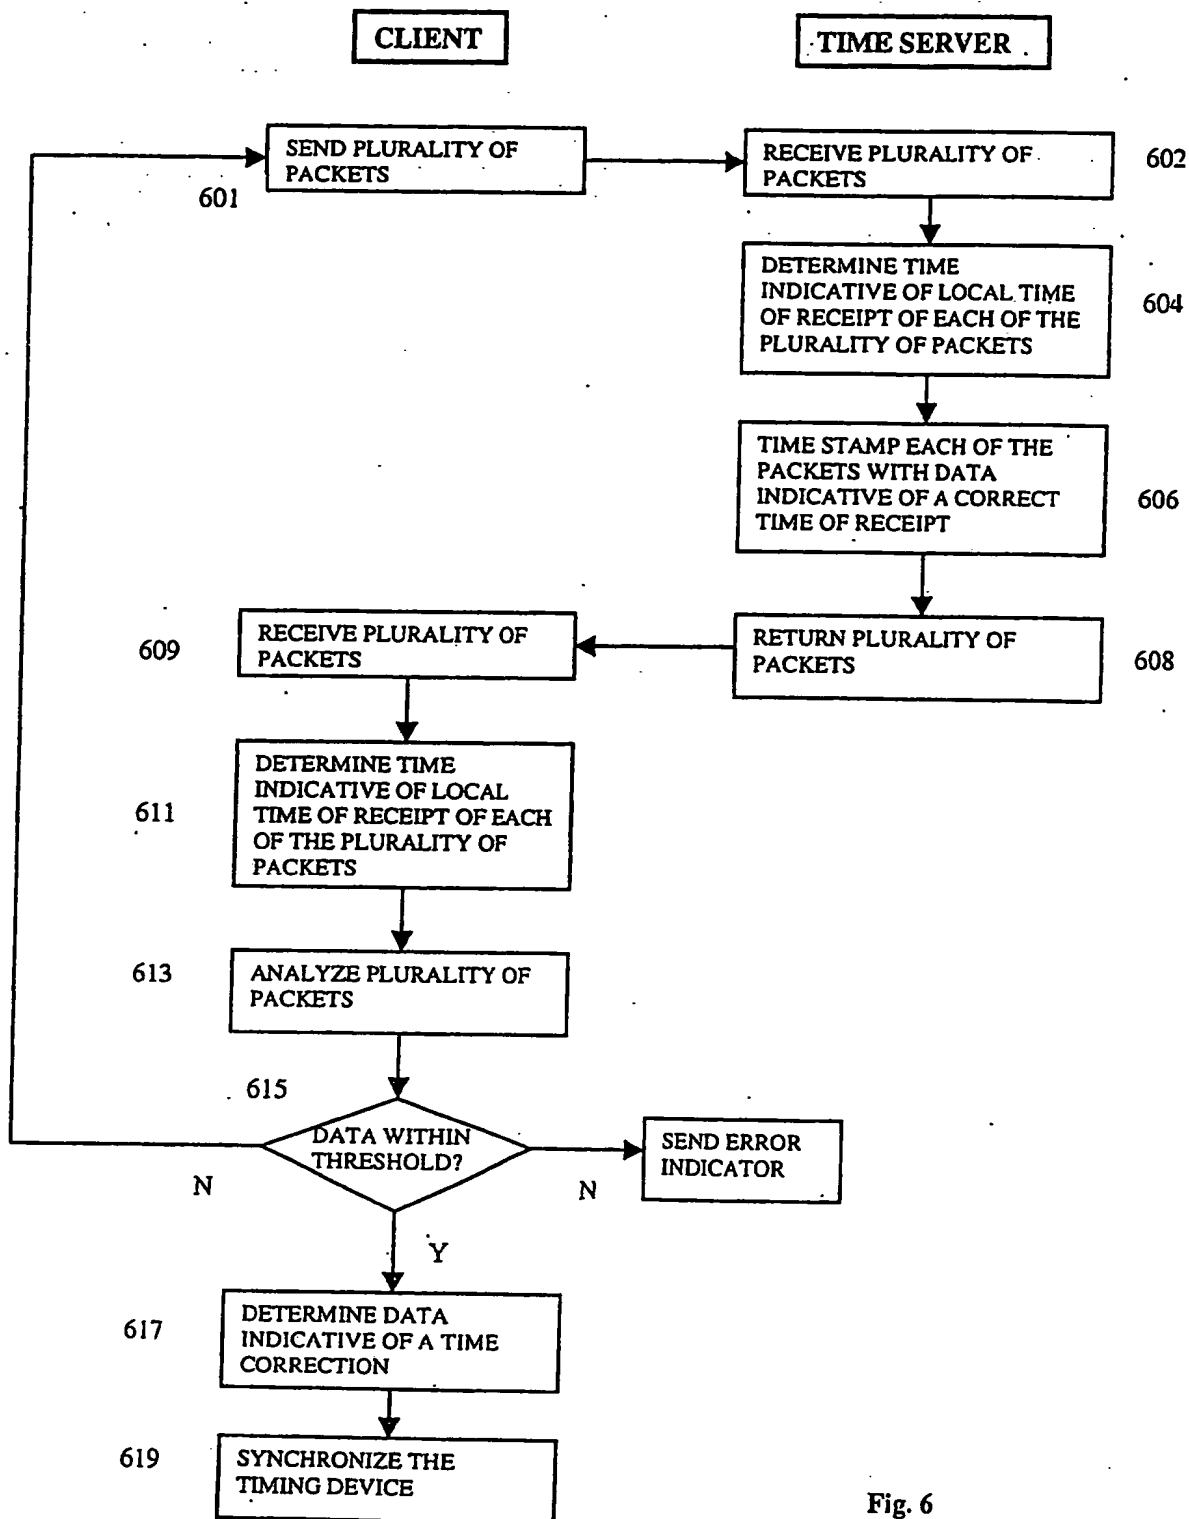 CLIENT
TIME SERVER
SEND PLURALITY OF
PACKETS
601
RECEIVE PLURALITY OF
PACKETS
602
DETERMINE TIME
INDICATIVE OF LOCAL TIME
OF RECEIPT OF EACH OF THE
PLURALITY OF PACKETS
604
TIME STAMP EACH OF THE
PACKETS WITH DATA
INDICATIVE OF A CORRECT
TIME OF RECEIPT
606
RETURN PLURALITY OF
PACKETS
608
609
RECEIVE PLURALITY OF
PACKETS
611
DETERMINE TIME
INDICATIVE OF LOCAL
TIME OF RECEIPT OF EACH
OF THE PLURALITY OF
PACKETS
613
ANALYZE PLURALITY OF
PACKETS
615
DATA WITHIN
THRESHOLD?
N
N
SEND ERROR
INDICATOR
Y
617
DETERMINE DATA
INDICATIVE OF A TIME
CORRECTION
619
SYNCHRONIZE THE
TIMING DEVICE
Fig. 6